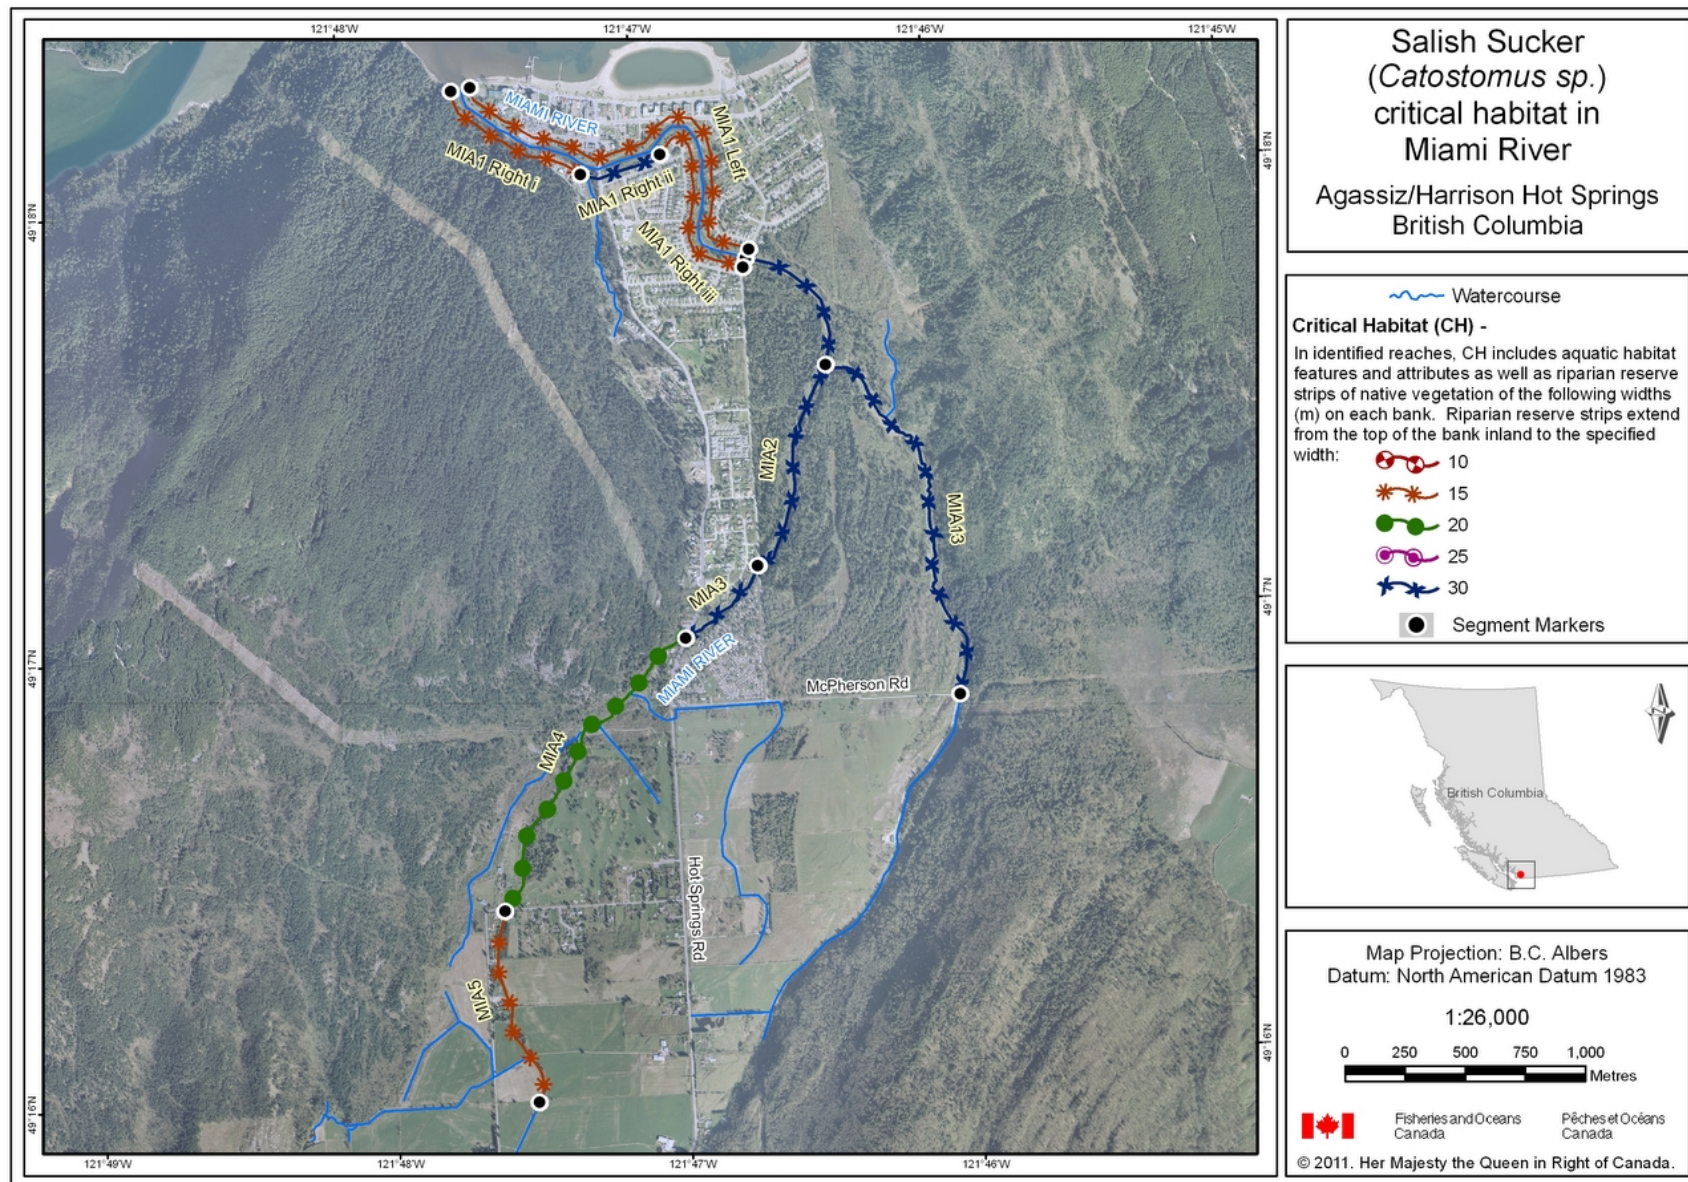 121°48'W
121°47'W
121°46'W
121°45'W
49°18'N
49°17'N
49°16'N
49°18'N
49°17'N
49°16'N
121°49'W
121°48'W
121°47'W
121°46'W
MIAMI RIVER
MIA1 Left
MIA1 Right i
MIA1 Right ii
MIA1 Right iii
MIA2
MIA13
MIA3
MIAMI RIVER
McPherson Rd
MIA4
Hot Springs Rd
MIA5
Salish Sucker
(Catostomus sp.)
critical habitat in
Miami River
Agassiz/Harrison Hot Springs
British Columbia
Watercourse
Critical Habitat (CH) -
In identified reaches, CH includes aquatic habitat
features and attributes as well as riparian reserve
strips of native vegetation of the following widths
(m) on each bank. Riparian reserve strips extend
from the top of the bank inland to the specified
width:
10
15
20
25
30
Segment Markers
N
British Columbia
Map Projection: B.C. Albers
Datum: North American Datum 1983
1:26,000
0 250 500 750 1,000
Metres
Fisheries and Oceans
Canada
Pêches et Océans
Canada
© 2011. Her Majesty the Queen in Right of Canada.